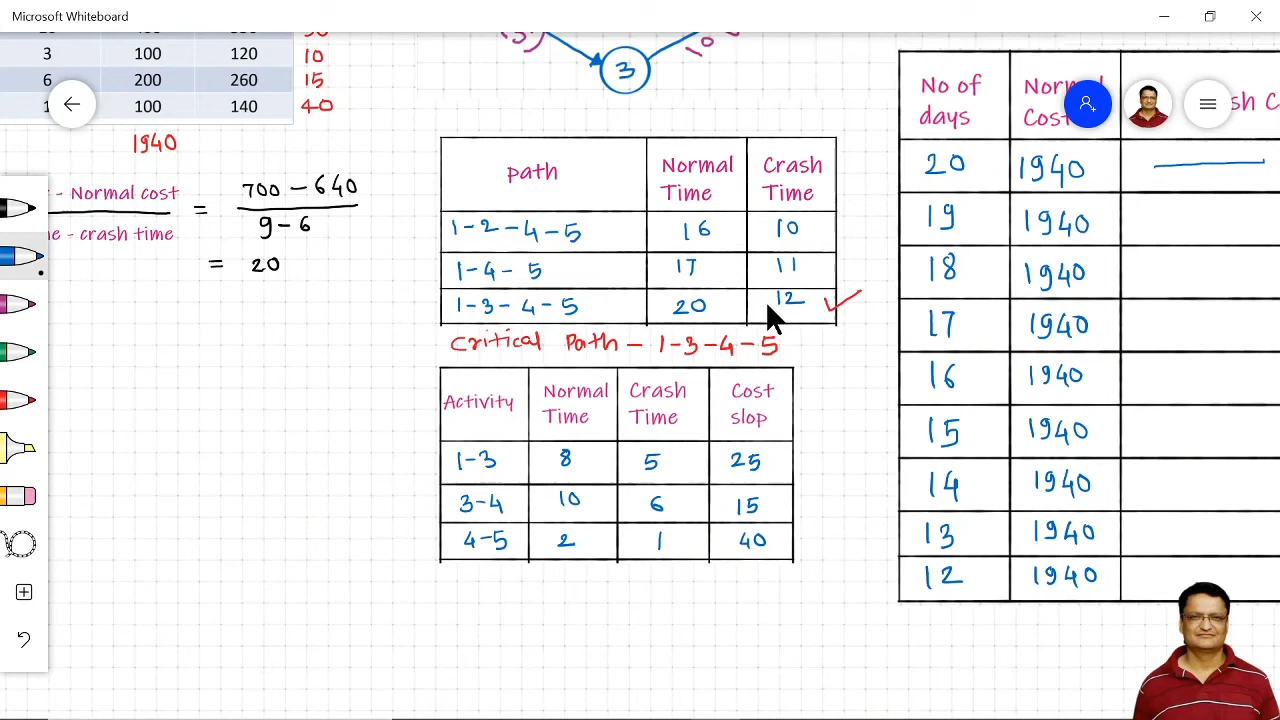 Microsoft Whiteboard
3 100 120 10
6 200 260 15
100 140 40
1940
- Normal cost = 700 - 640
- crash time 9 - 6
= 20
3
10
path Normal Time Crash Time
1-2-4-5 16 10
1-4-5 17 11
1-3-4-5 20 12
Critical Path - 1-3-4-5
Activity Normal Time Crash Time Cost slop
1-3 8 5 25
3-4 10 6 15
4-5 2 1 40
No of days
20 1940
19 1940
18 1940
17 1940
16 1940
15 1940
14 1940
13 1940
12 1940